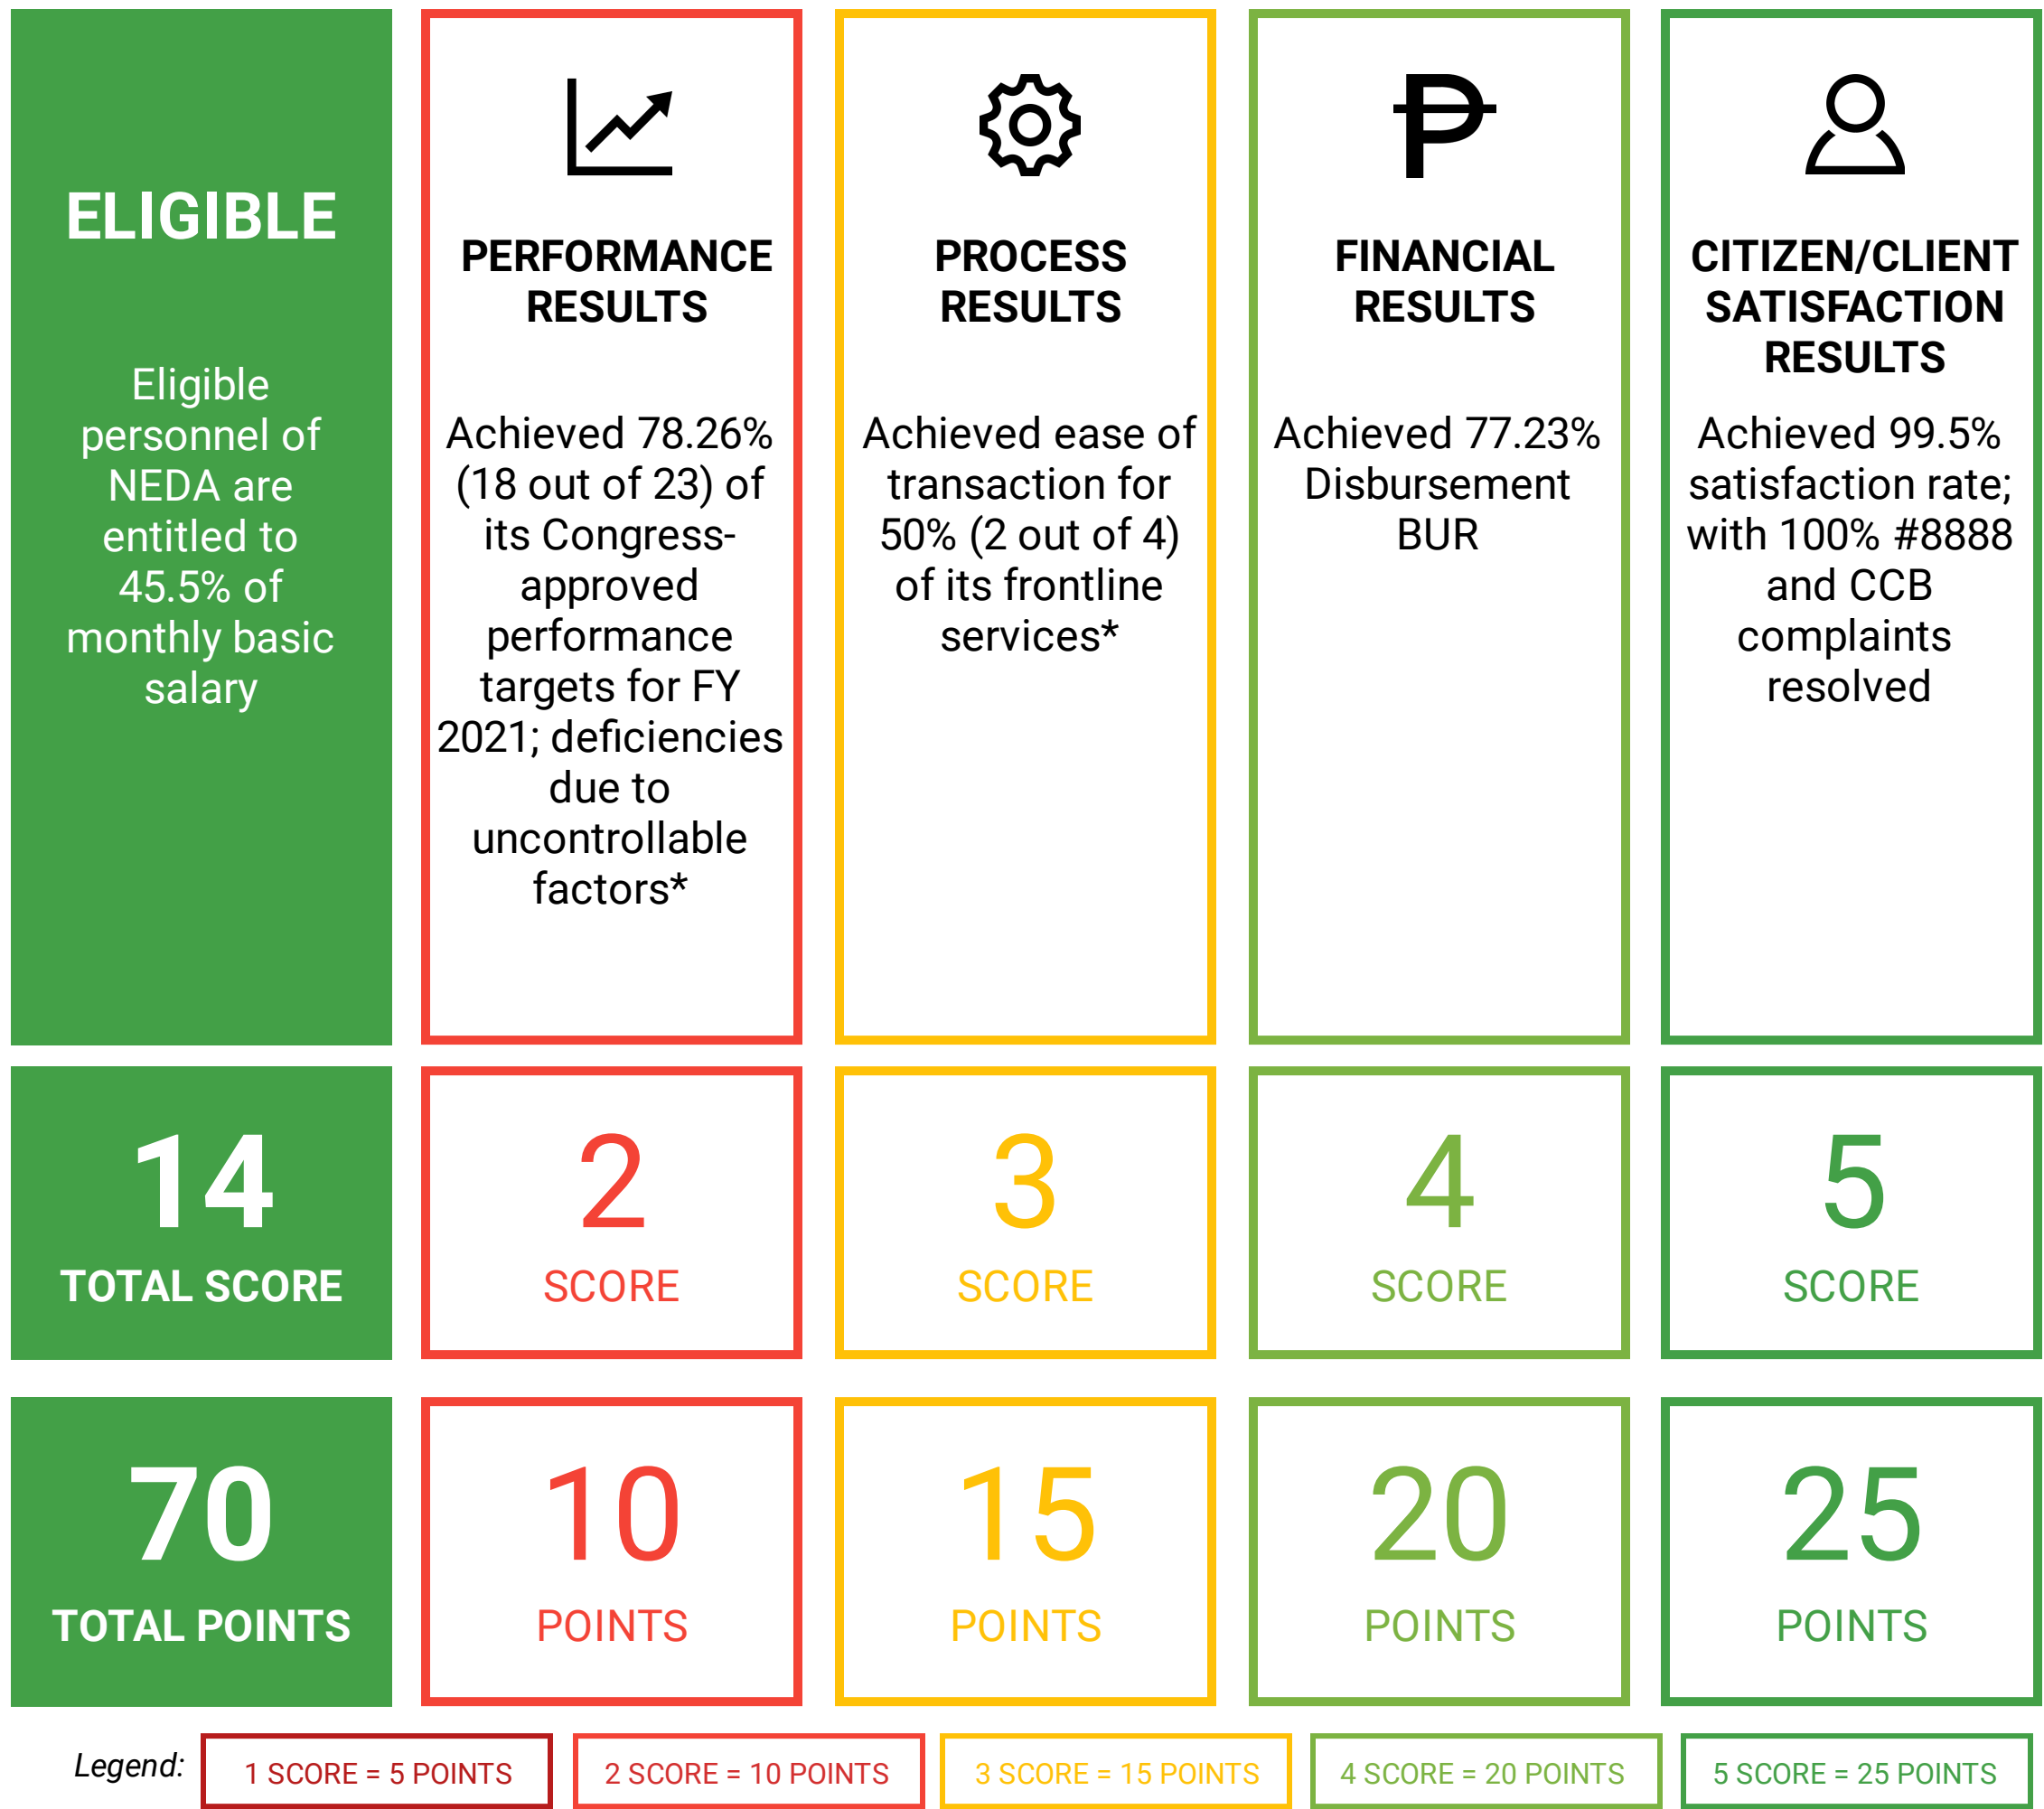 ELIGIBLE
Eligible
personnel of
NEDA are
entitled to
45.5% of
monthly basic
salary
PERFORMANCE
RESULTS
Achieved 78.26%
(18 out of 23) of
its Congress-
approved
performance
targets for FY
2021; deficiencies
due to
uncontrollable
factors*
PROCESS
RESULTS
Achieved ease of
transaction for
50% (2 out of 4)
of its frontline
services*
₱
FINANCIAL
RESULTS
Achieved 77.23%
Disbursement
BUR
CITIZEN/CLIENT
SATISFACTION
RESULTS
Achieved 99.5%
satisfaction rate;
with 100% #8888
and CCB
complaints
resolved
14
TOTAL SCORE
2
SCORE
3
SCORE
4
SCORE
5
SCORE
70
TOTAL POINTS
10
POINTS
15
POINTS
20
POINTS
25
POINTS
Legend:
1 SCORE = 5 POINTS
2 SCORE = 10 POINTS
3 SCORE = 15 POINTS
4 SCORE = 20 POINTS
5 SCORE = 25 POINTS